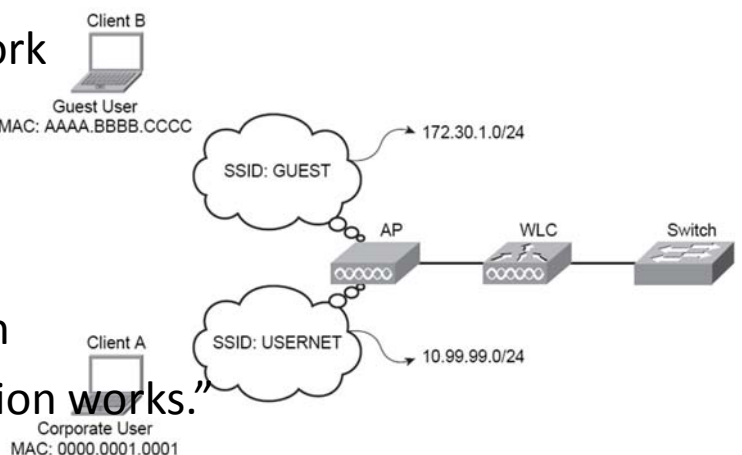 Client B
ork
Guest User
MAC: AAAA.BBBB.CCCC
172.30.1.0/24
SSID: GUEST
AP
WLC
Switch
n
Client A
SSID: USERNET
10.99.99.0/24
ion works.”
Corporate User
MAC: 0000.0001.0001